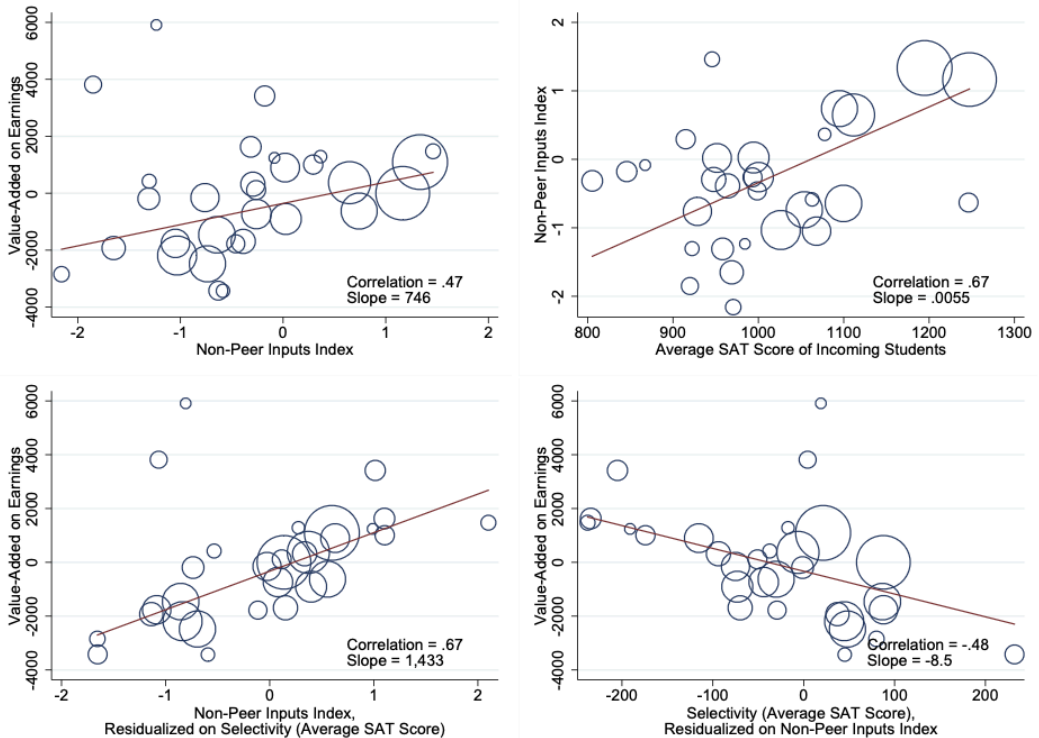 6000
4000
2000
0
-2000
-4000
Value-Added on Earnings
-2
-1
0
1
2
Non-Peer Inputs Index
Correlation = .47
Slope = 746
2
1
0
-1
-2
Non-Peer Inputs Index
800
900
1000
1100
1200
1300
Average SAT Score of Incoming Students
Correlation = .67
Slope = .0055
6000
4000
2000
0
-2000
-4000
Value-Added on Earnings
-2
-1
0
1
2
Non-Peer Inputs Index,
Residualized on Selectivity (Average SAT Score)
Correlation = .67
Slope = 1,433
6000
4000
2000
0
-2000
-4000
Value-Added on Earnings
-200
-100
0
100
200
Selectivity (Average SAT Score),
Residualized on Non-Peer Inputs Index
Correlation = -.48
Slope = -8.5